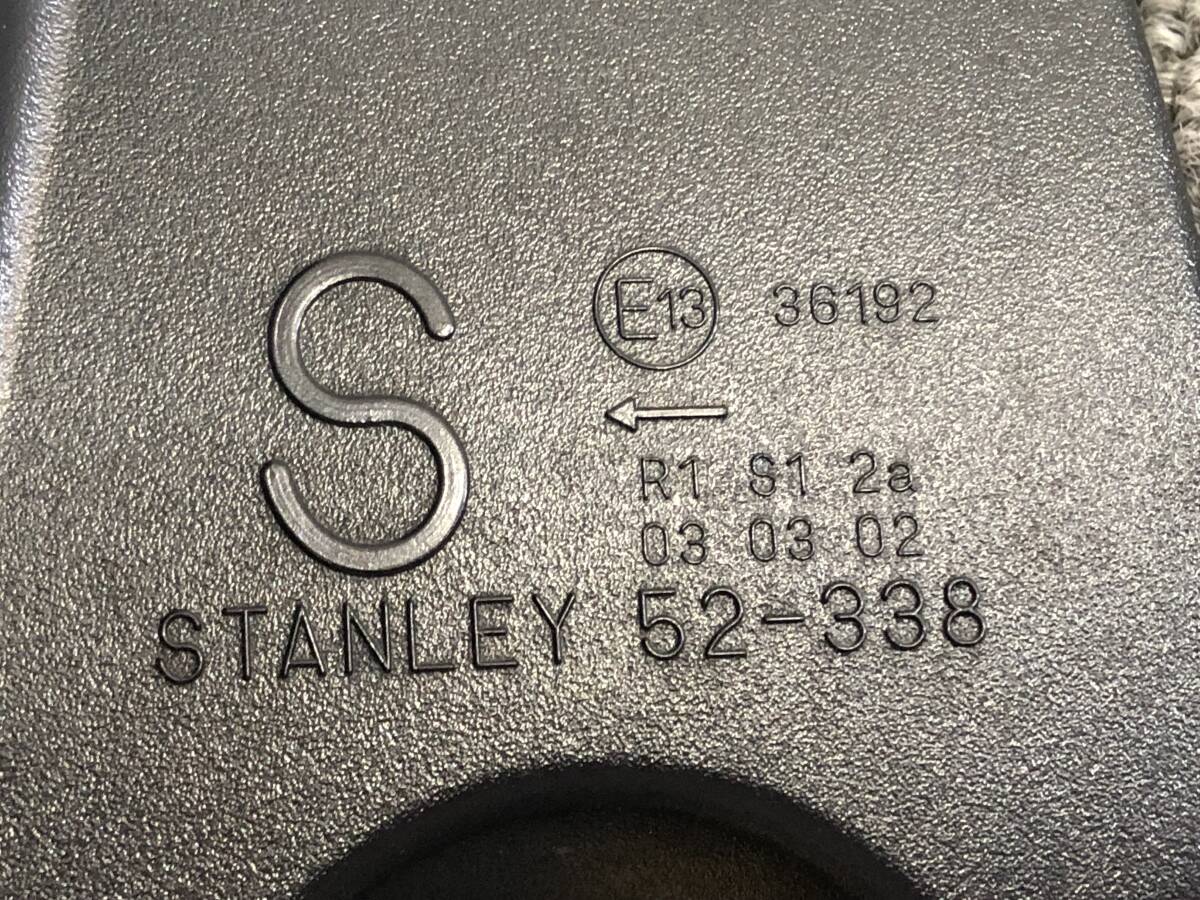 S
E13 36192
←
R1 S1 2a
03 03 02
STANLEY 52-338